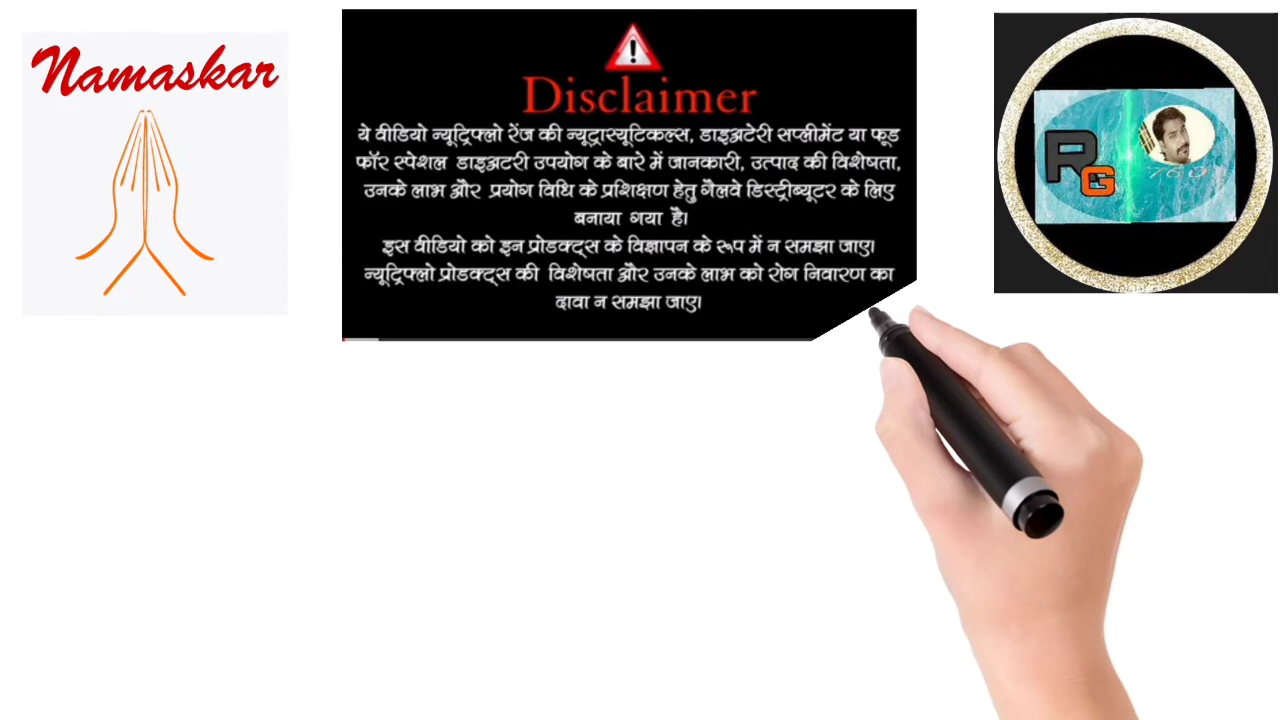 Namaskar
Disclaimer
ये वीडियो न्यूट्रिफ्लो रेंज की न्यूट्रास्यूटिकल्स, डाइअटेरी सप्लीमेंट या फूड
फॉर स्पेशल डाइअटरी उपयोग के बारे में जानकारी, उत्पाद की विशेषता,
उनके लाभ और प्रयोग विधि के प्रशिक्षण हेतु गैलवे डिस्ट्रीब्यूटर के लिए
बनाया गया है।
इस वीडियो को इन प्रोडक्ट्स के विज्ञापन के रूप में न समझा जाए।
न्यूट्रिफ्लो प्रोडक्ट्स की विशेषता और उनके लाभ को रोग निवारण का
दावा न समझा जाए।
RG